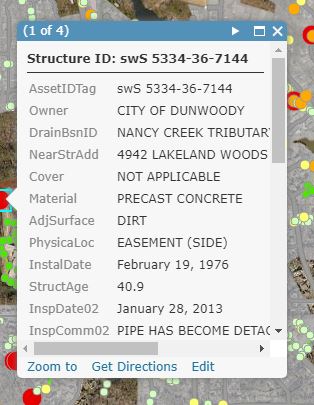 (1 of 4)
Structure ID: swS 5334-36-7144
AssetIDTag swS 5334-36-7144
Owner CITY OF DUNWOODY
DrainBsnID NANCY CREEK TRIBUTAR
NearStrAdd 4942 LAKELAND WOODS
Cover NOT APPLICABLE
Material PRECAST CONCRETE
AdjSurface DIRT
PhysicaLoc EASEMENT (SIDE)
InstalDate February 19, 1976
StructAge 40.9
InspDate02 January 28, 2013
InspComm02 PIPE HAS BECOME DETAC
Zoom to Get Directions Edit